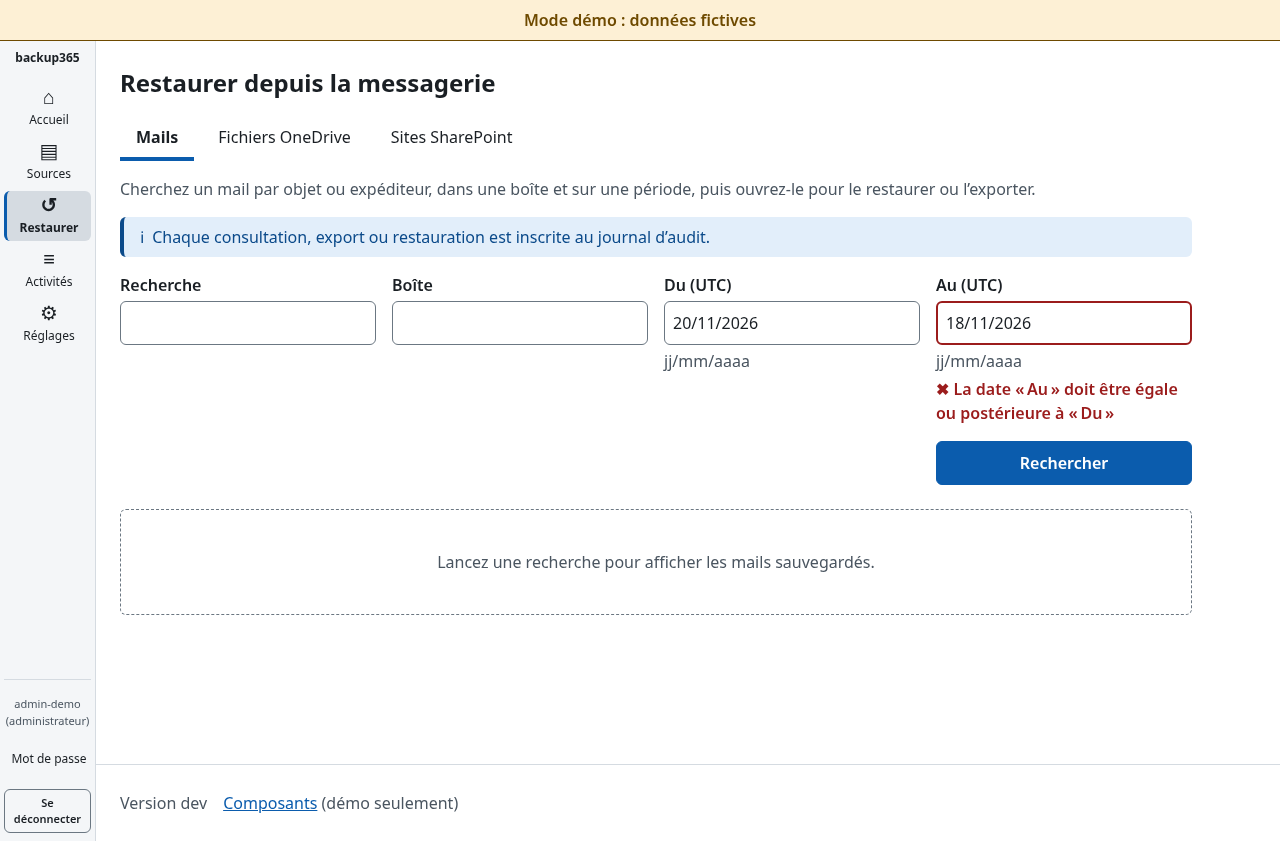 Mode démo : données fictives
backup365
Accueil
Sources
Restaurer
Activités
Réglages
admin-demo
(administrateur)
Mot de passe
Se
déconnecter
Restaurer depuis la messagerie
Mails Fichiers OneDrive Sites SharePoint
Cherchez un mail par objet ou expéditeur, dans une boîte et sur une période, puis ouvrez-le pour le restaurer ou l’exporter.
i Chaque consultation, export ou restauration est inscrite au journal d’audit.
Recherche Boîte Du (UTC) Au (UTC)
20/11/2026 18/11/2026
jj/mm/aaaa jj/mm/aaaa
✖ La date « Au » doit être égale
ou postérieure à « Du »
Rechercher
Lancez une recherche pour afficher les mails sauvegardés.
Version dev Composants (démo seulement)